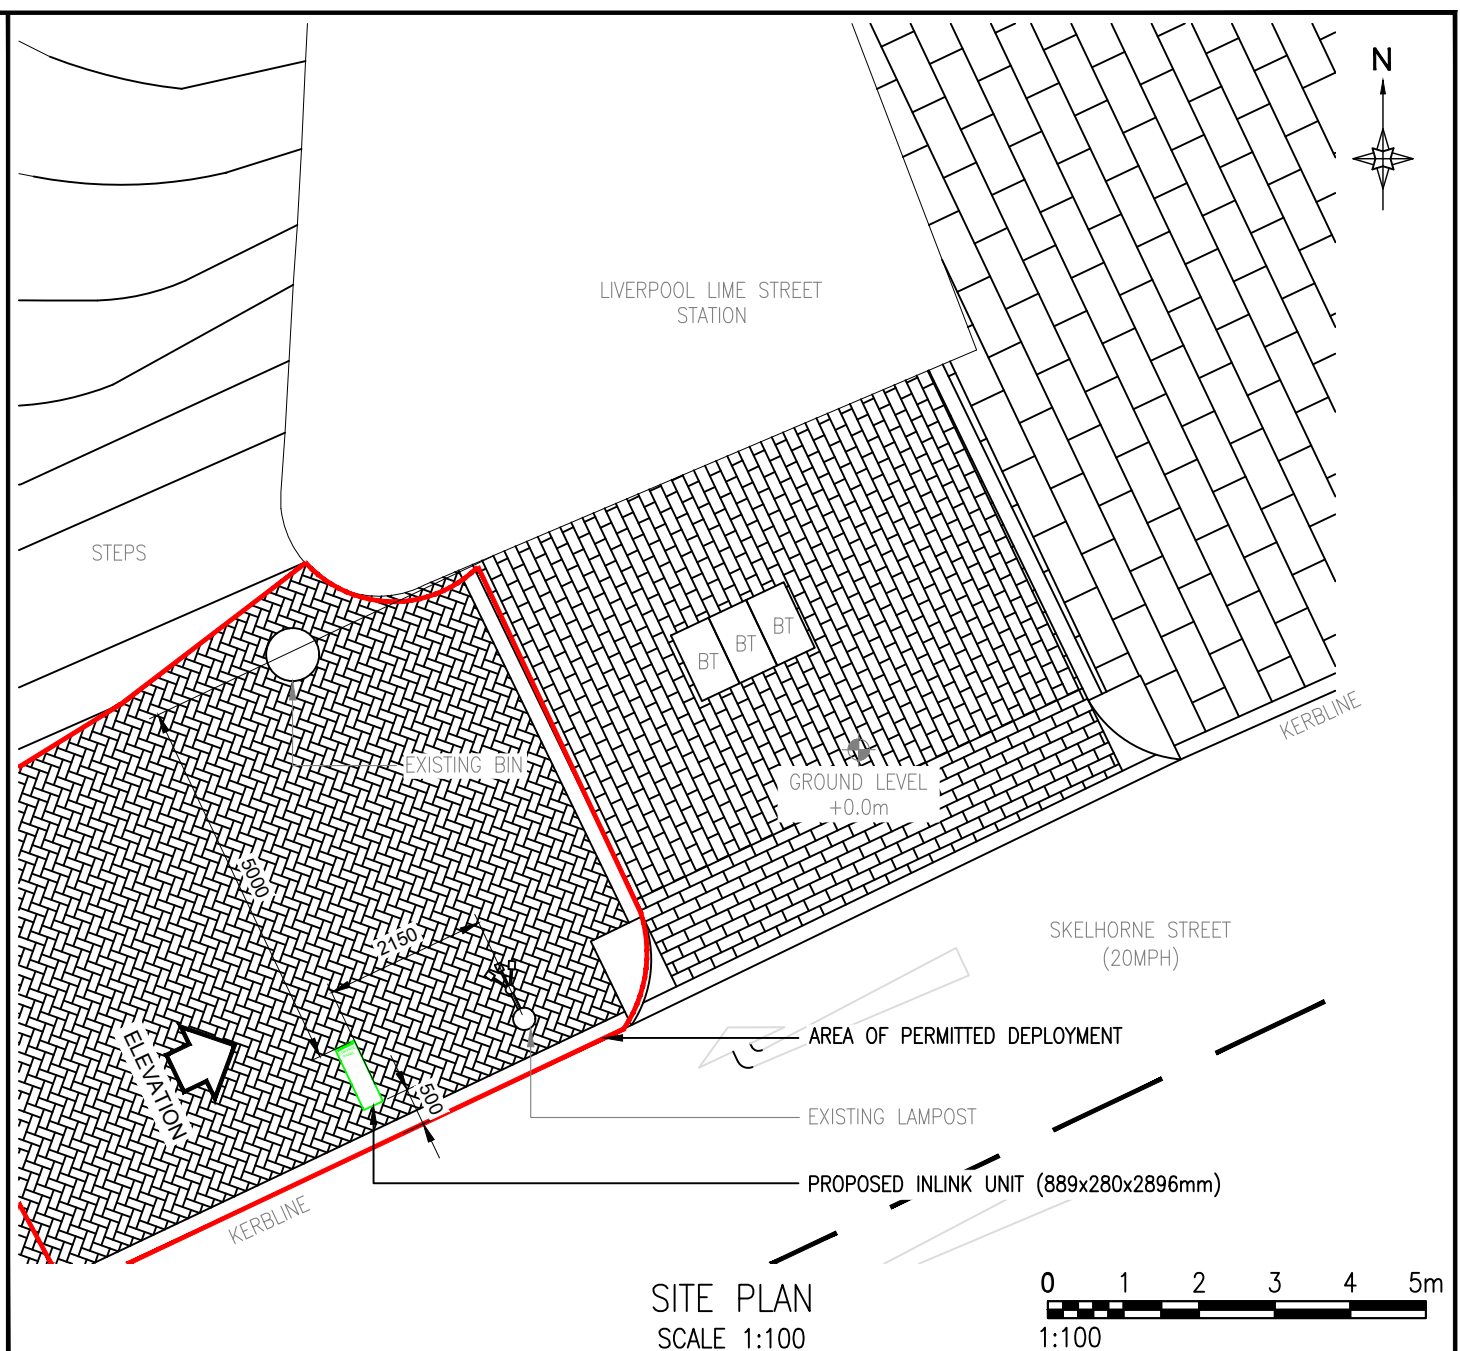 N
LIVERPOOL LIME STREET
STATION
STEPS
BT
BT
BT
KERBLINE
EXISTING BIN
GROUND LEVEL
+0.0m
5000
2150
SKELHORNE STREET
(20MPH)
ELEVATION
AREA OF PERMITTED DEPLOYMENT
500
EXISTING LAMPOST
PROPOSED INLINK UNIT (889x280x2896mm)
KERBLINE
SITE PLAN
SCALE 1:100
0 1 2 3 4 5m
1:100